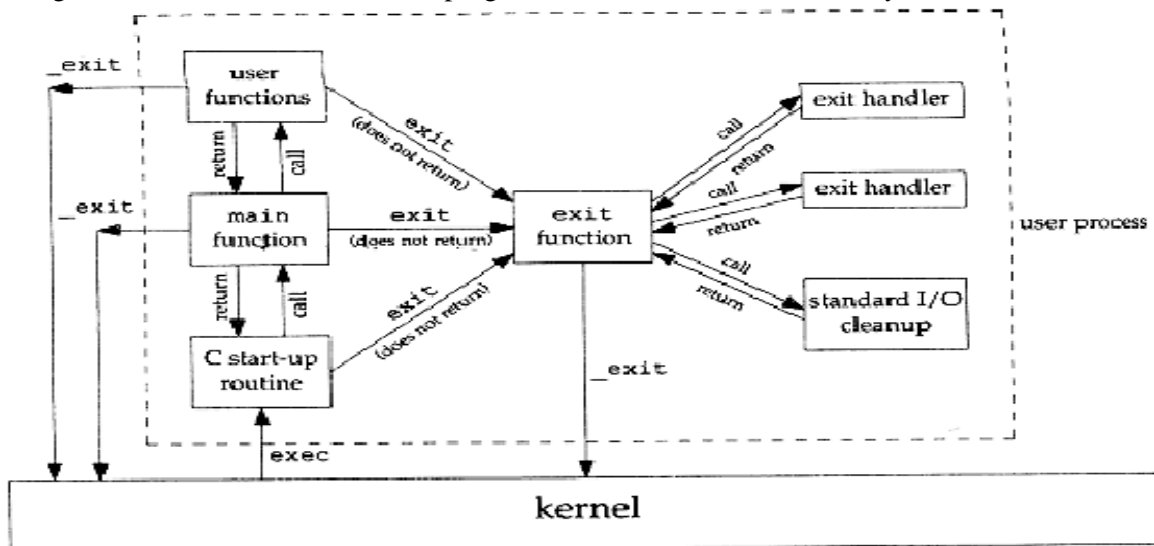 _exit
user
functions
exit
(does not return)
call
return
exit handler
return
call
_exit
main
function
exit
(does not return)
exit
function
call
return
exit handler
user process
return
call
exit
(does not return)
call
return
standard I/O
cleanup
C start-up
routine
_exit
exec
kernel